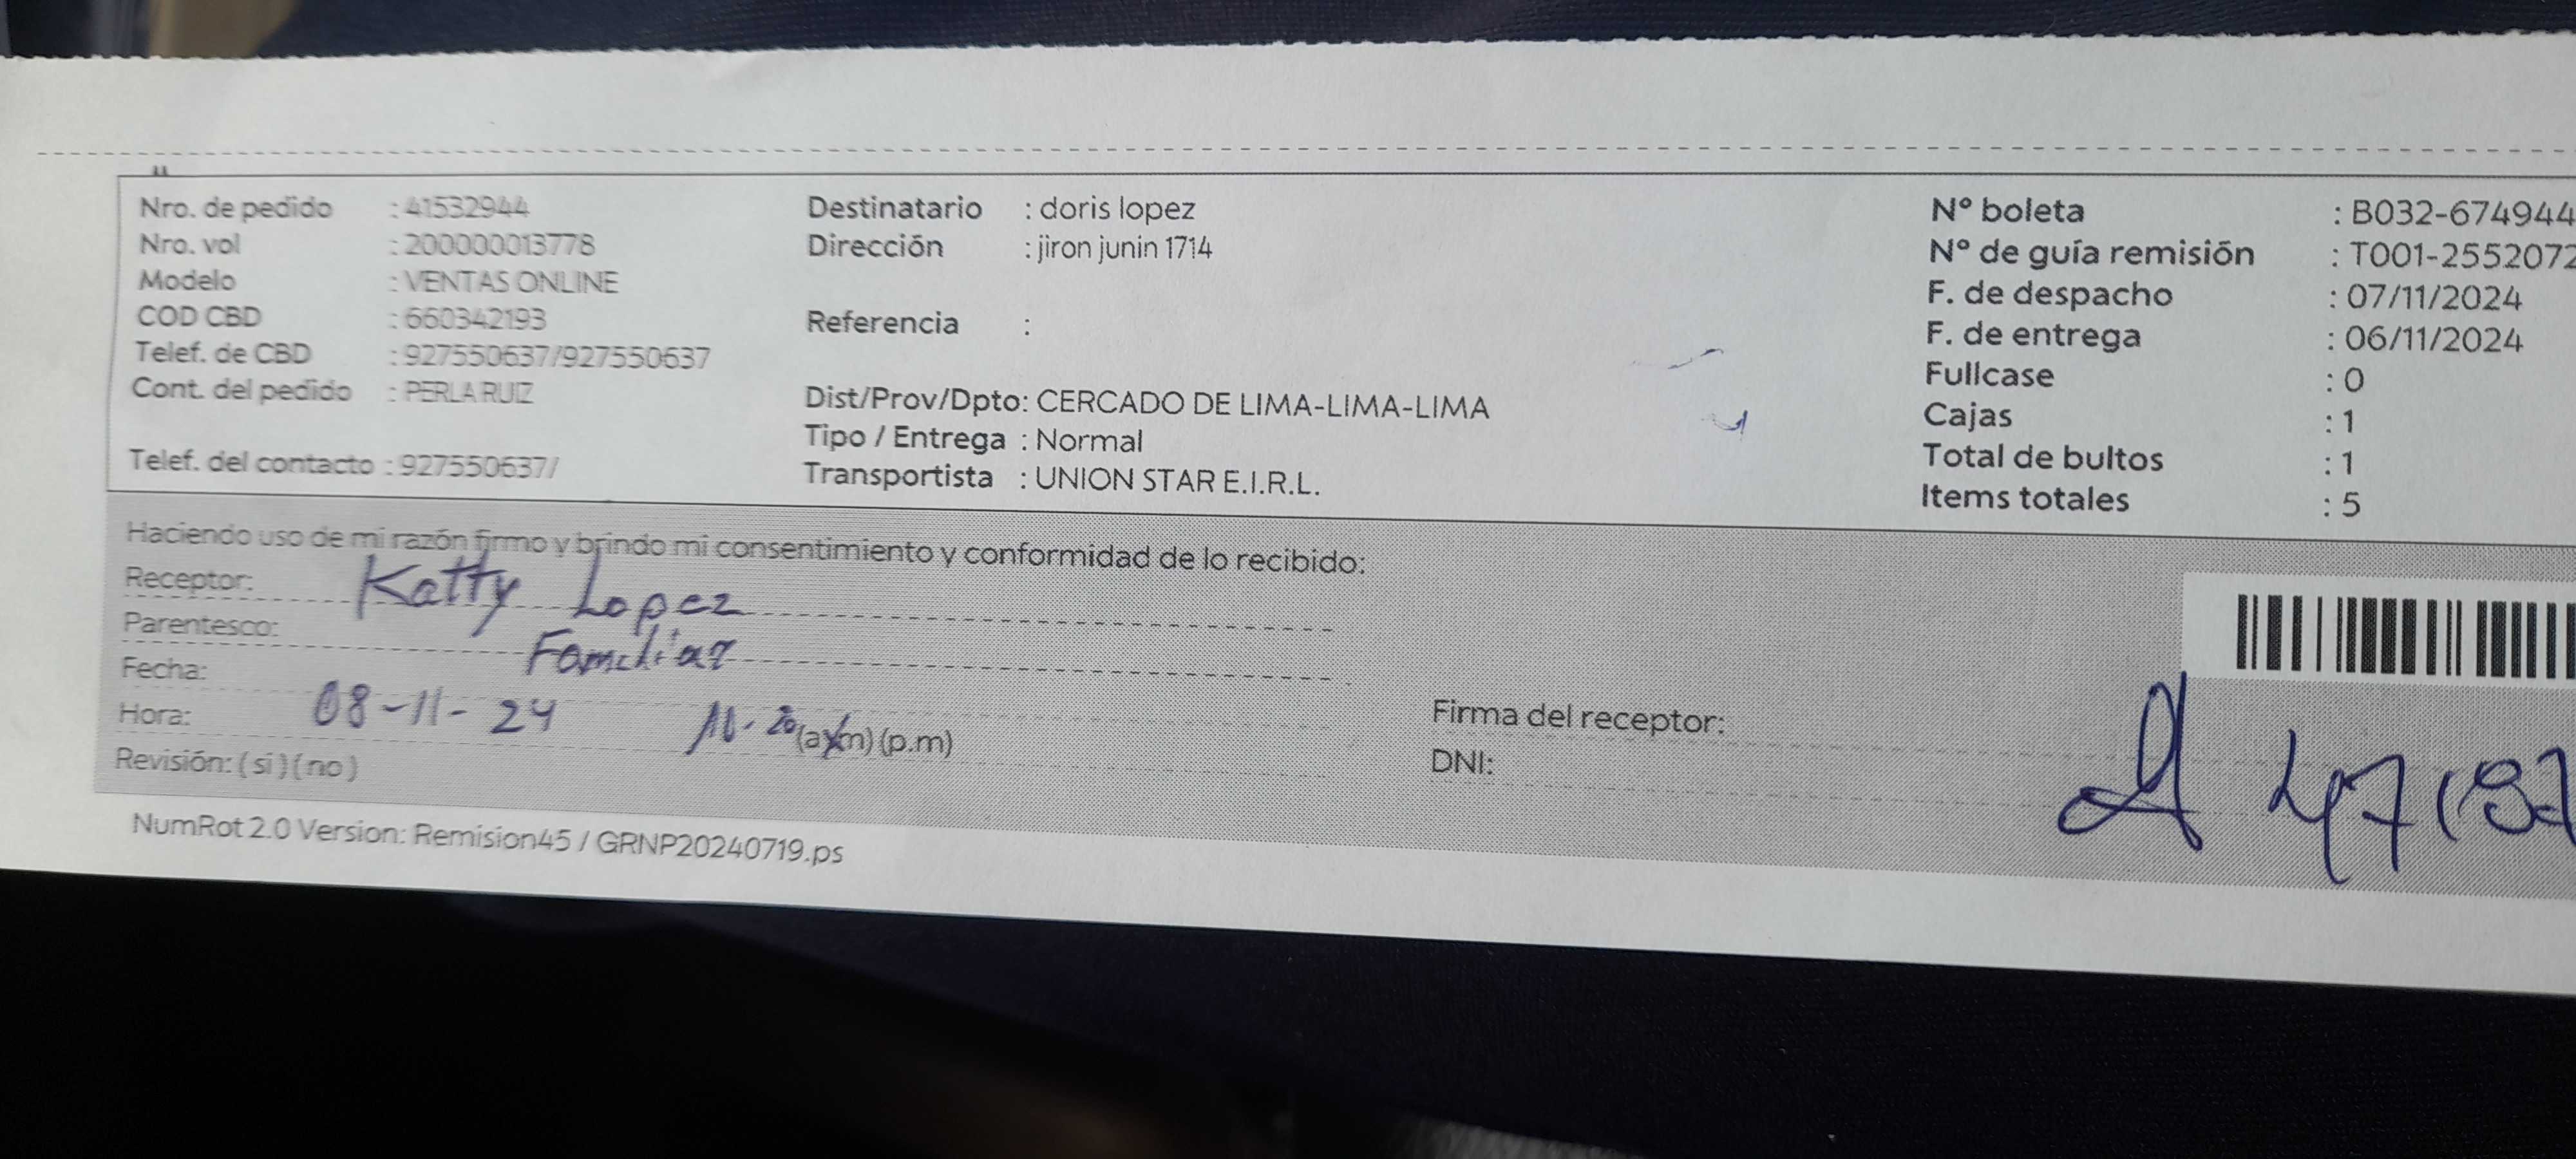 Nro. de pedido : 41532944
Nro. vol : 200000013778
Modelo : VENTAS ONLINE
COD CBD : 660342193
Telef. de CBD : 927550637/927550637
Cont. del pedido : PERLA RUIZ
Telef. del contacto : 927550637/
Destinatario : doris lopez
Dirección : jiron junin 1714
Referencia :
Dist/Prov/Dpto: CERCADO DE LIMA-LIMA-LIMA
Tipo / Entrega : Normal
Transportista : UNION STAR E.I.R.L.
Nº boleta : B032-674944
Nº de guía remisión : T001-2552072
F. de despacho : 07/11/2024
F. de entrega : 06/11/2024
Fullcase : 0
Cajas : 1
Total de bultos : 1
Items totales : 5
Haciendo uso de mi razón firmo y brindo mi consentimiento y conformidad de lo recibido:
Receptor: Katty Lopez
Parentesco: Familiar
Fecha: 08-11-24
Hora: (a.m) (p.m)
Revisión: (si) (no)
Firma del receptor:
DNI:
NumRot 2.0 Version: Remision45 / GRNP20240719.ps